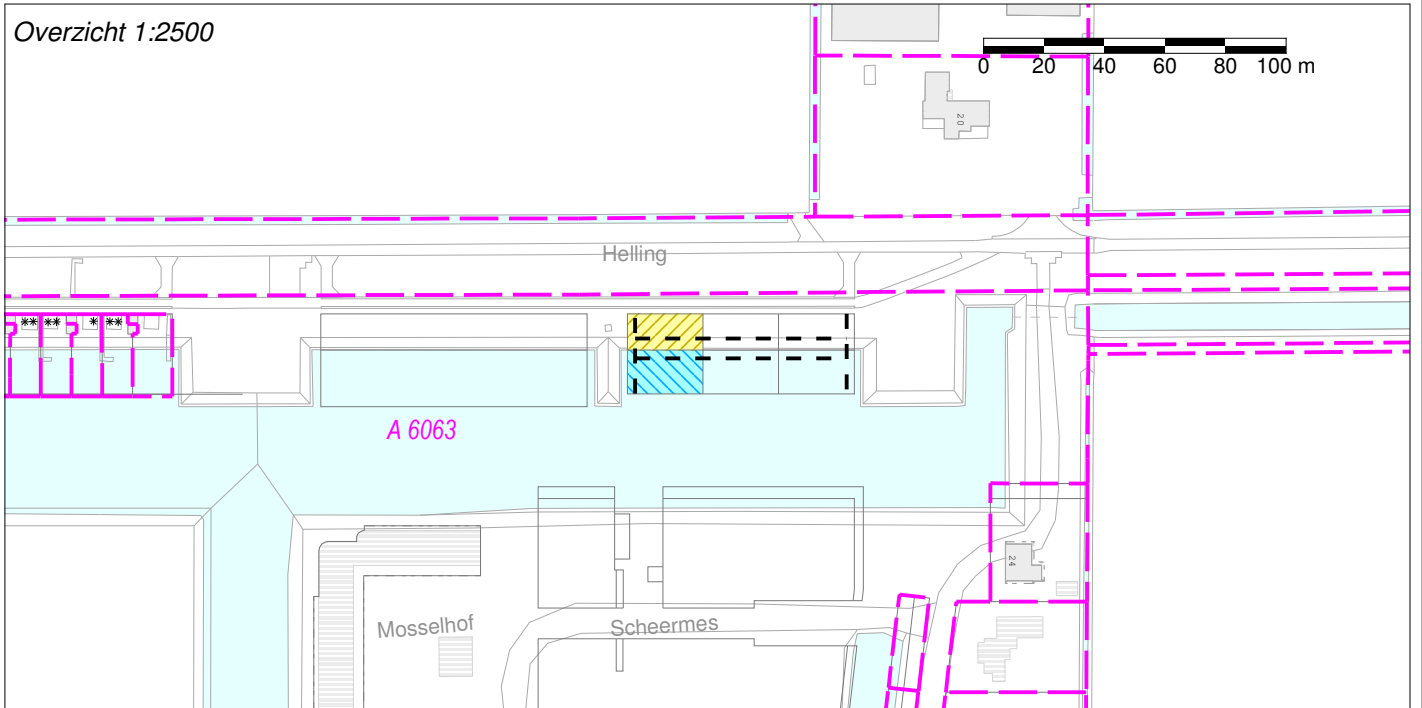 Overzicht 1:2500
0 20 40 60 80 100 m
20
Helling
** ** * **
A 6063
24
Mosselhof
Scheermes